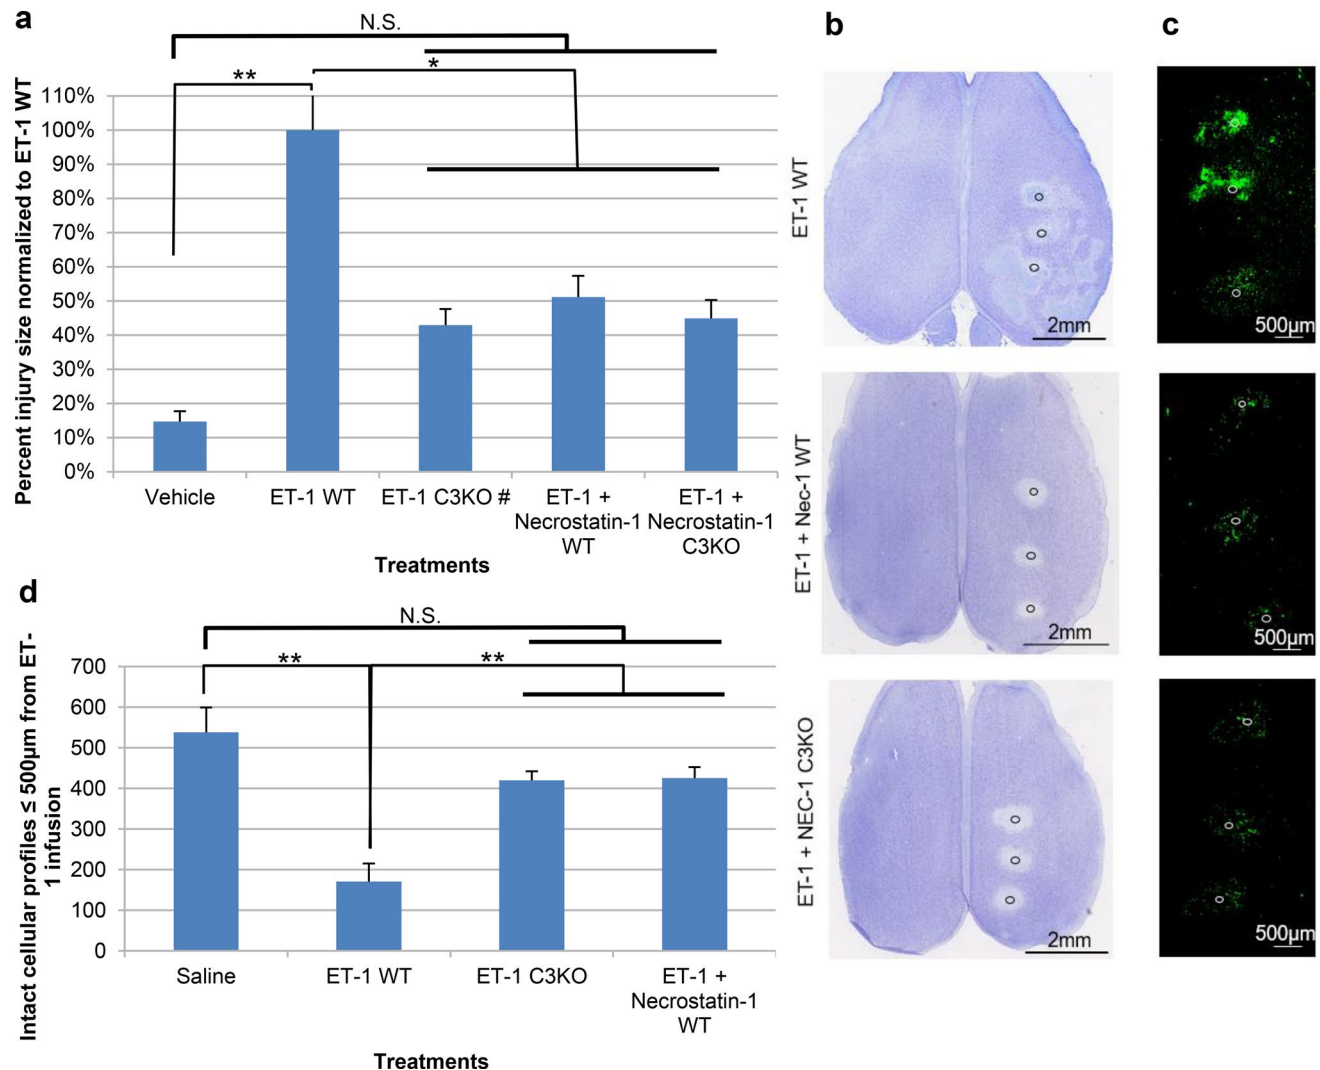 a
N.S.
**
*
Percent injury size normalized to ET-1 WT
110%
100%
90%
80%
70%
60%
50%
40%
30%
20%
10%
0%
Vehicle
ET-1 WT
ET-1 C3KO #
ET-1 +
Necrostatin-1
WT
ET-1 +
Necrostatin-1
C3KO
Treatments
b
ET-1 WT
2mm
ET-1 + Nec-1 WT
2mm
ET-1 + NEC-1 C3KO
2mm
c
500µm
500µm
500µm
d
N.S.
**
**
Intact cellular profiles ≤ 500µm from ET-
1 infusion
700
600
500
400
300
200
100
0
Saline
ET-1 WT
ET-1 C3KO
ET-1 +
Necrostatin-1
WT
Treatments